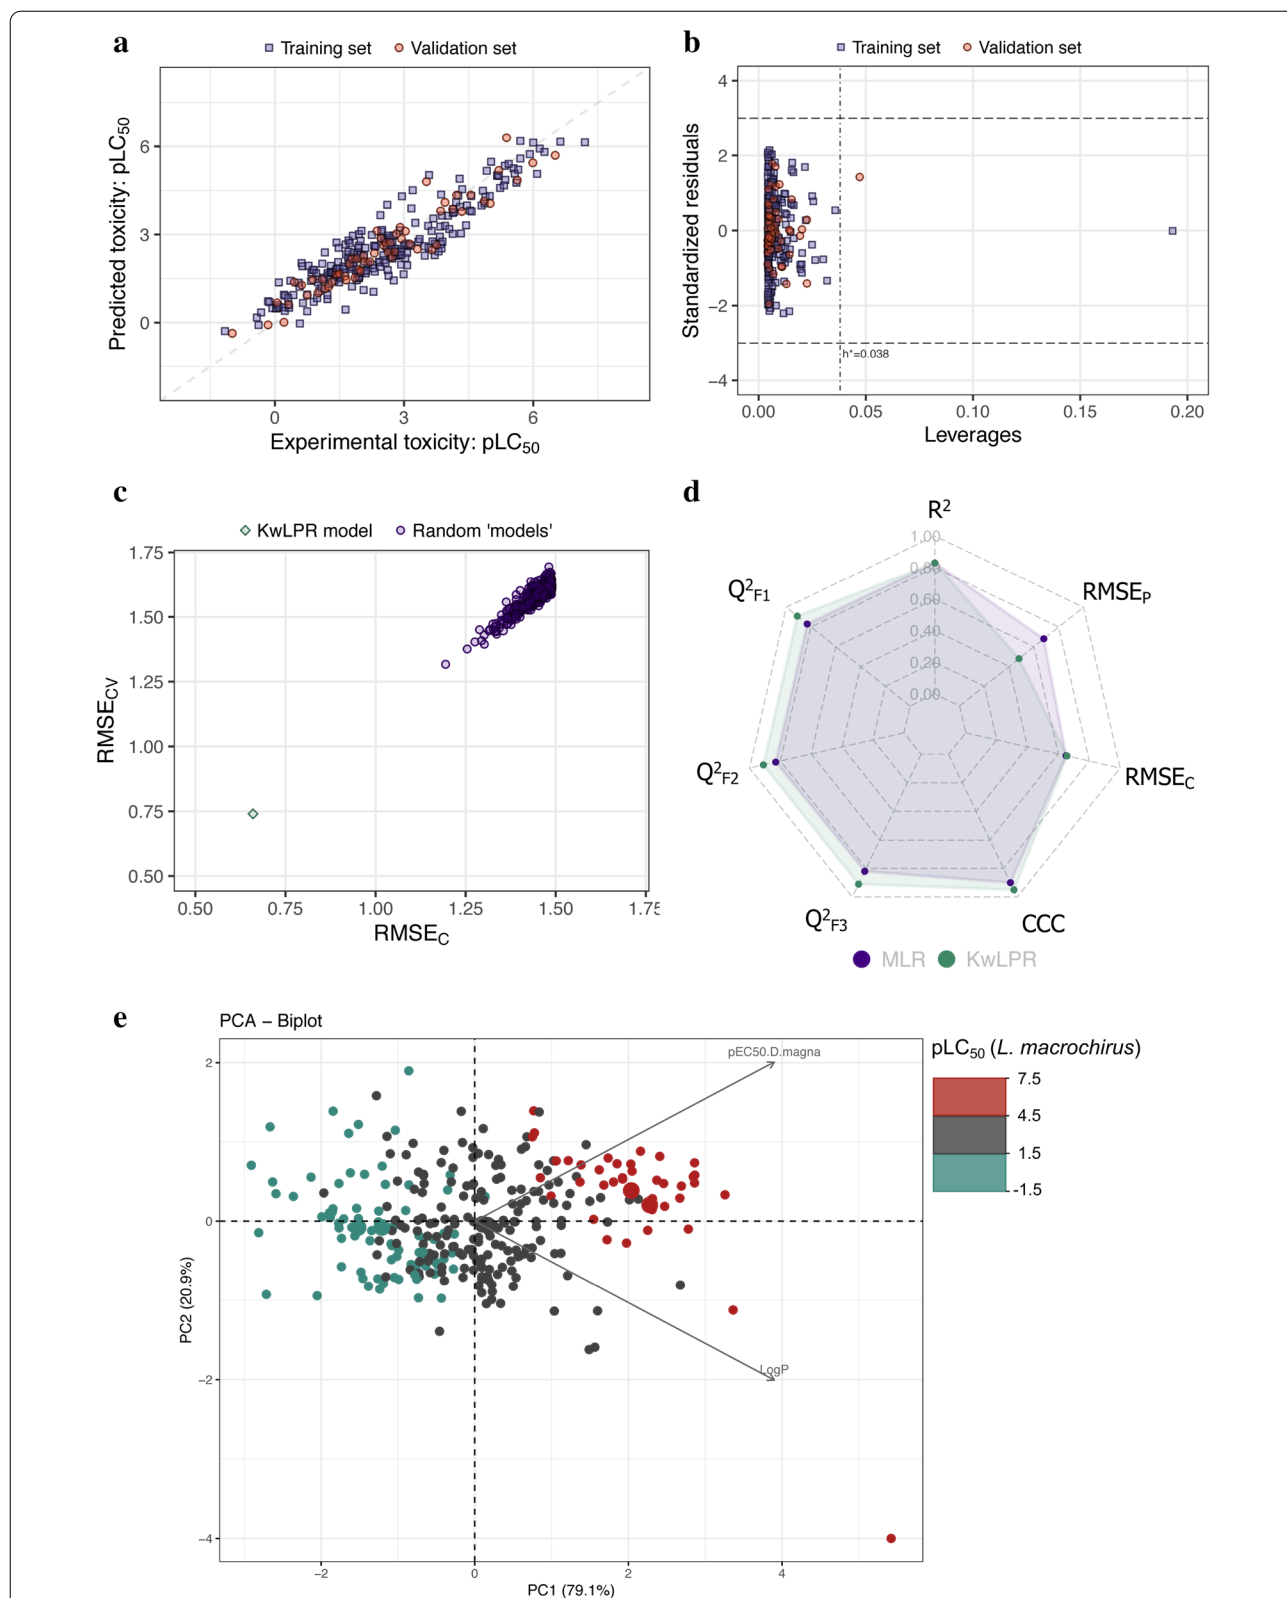 a
Training set Validation set
Predicted toxicity: pLC50
6
3
0
0 3 6
Experimental toxicity: pLC50
b
Training set Validation set
Standardized residuals
4
2
0
−2
−4
h*=0.038
0.00 0.05 0.10 0.15 0.20
Leverages
c
KwLPR model Random 'models'
RMSECV
1.75
1.50
1.25
1.00
0.75
0.50
0.50 0.75 1.00 1.25 1.50 1.75
RMSEC
d
R²
1.00
0.80
0.60
0.40
0.20
0.00
Q²F1
RMSEP
Q²F2
RMSEC
Q²F3
CCC
MLR KwLPR
e
PCA – Biplot
pEC50.D.magna
LogP
PC2 (20.9%)
2
0
−2
−4
−2 0 2 4
PC1 (79.1%)
pLC50 (L. macrochirus)
7.5
4.5
1.5
-1.5